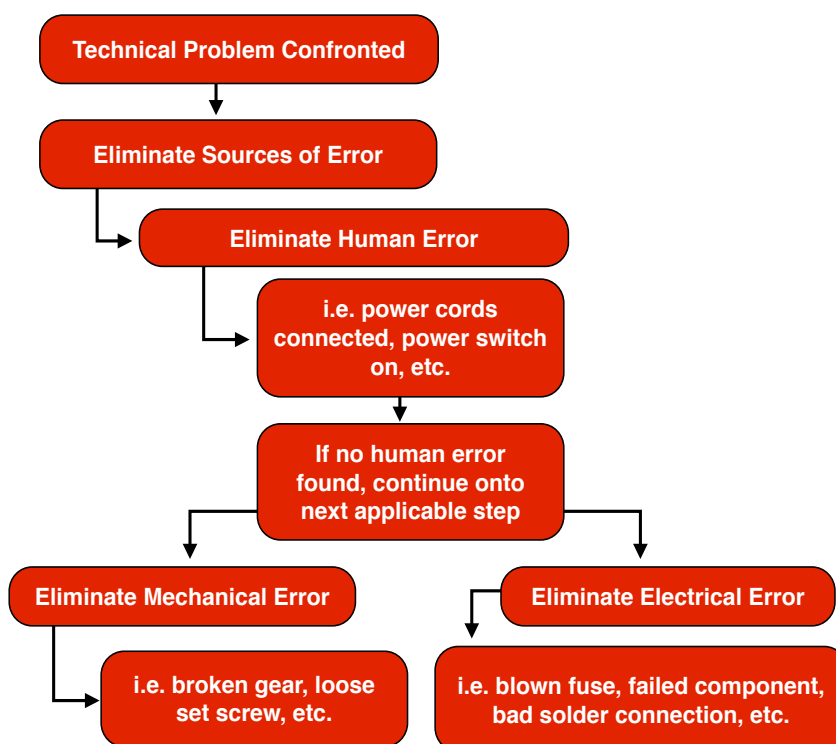 Technical Problem Confronted
Eliminate Sources of Error
Eliminate Human Error
i.e. power cords
connected, power switch
on, etc.
If no human error
found, continue onto
next applicable step
Eliminate Mechanical Error
Eliminate Electrical Error
i.e. broken gear, loose
set screw, etc.
i.e. blown fuse, failed component,
bad solder connection, etc.